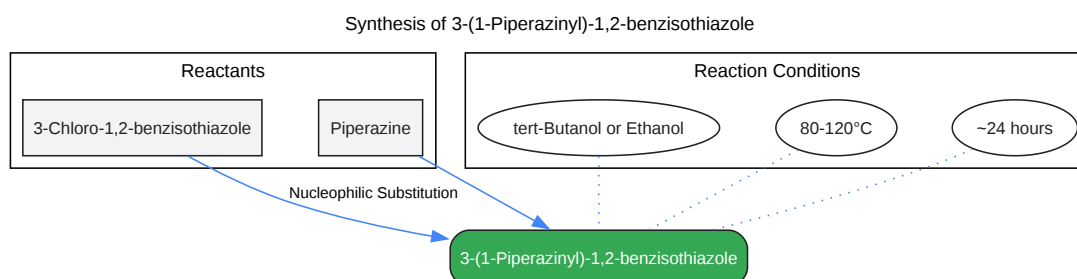 Synthesis of 3-(1-Piperazinyl)-1,2-benzisothiazole
Reactants
Reaction Conditions
3-Chloro-1,2-benzisothiazole
Piperazine
tert-Butanol or Ethanol
80-120°C
~24 hours
Nucleophilic Substitution
3-(1-Piperazinyl)-1,2-benzisothiazole